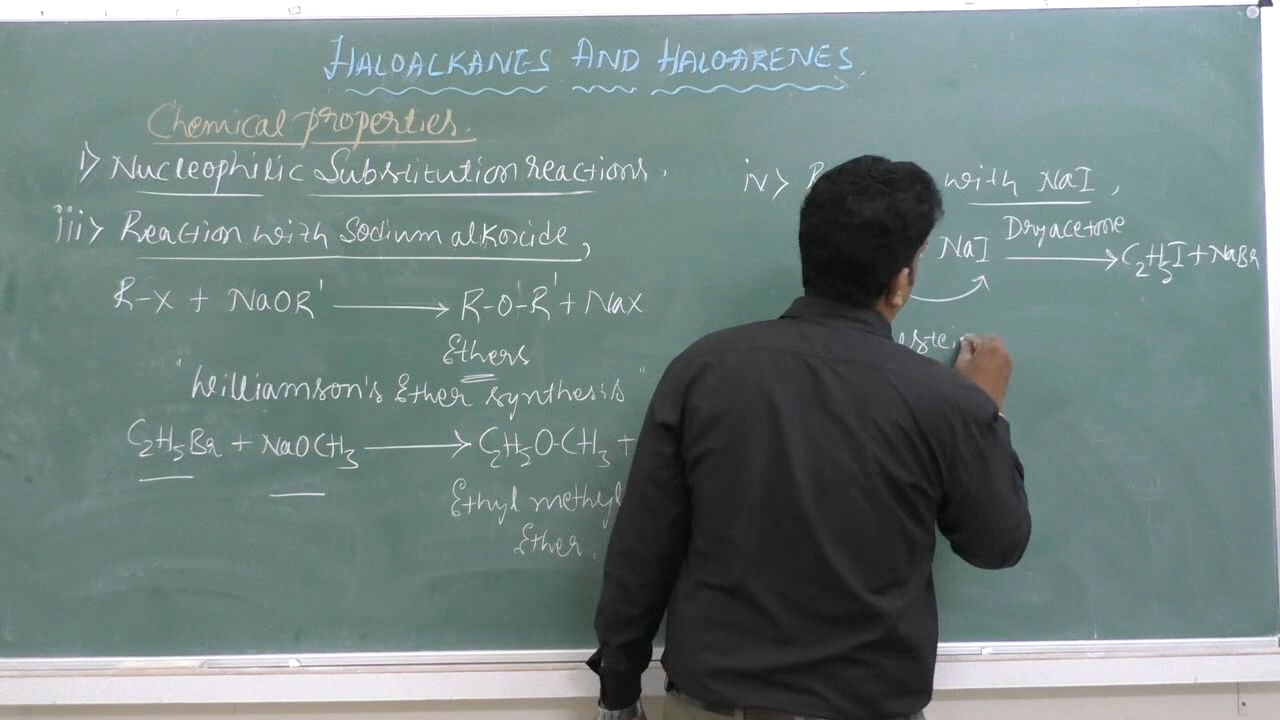 HALOALKANES AND HALOARENES
Chemical properties.
i> Nucleophilic Substitution reactions.
iii> Reaction with Sodium alkoxide,
R-X + NaOR' ⟶ R-O-R' + NaX
Ethers
"Williamson's Ether synthesis"
C₂H₅Br + NaOCH₃ ⟶ C₂H₅O-CH₃ +
Ethyl methyl
Ether.
iv> with NaI,
Dry acetone
NaI ⟶ C₂H₅I + NaBr